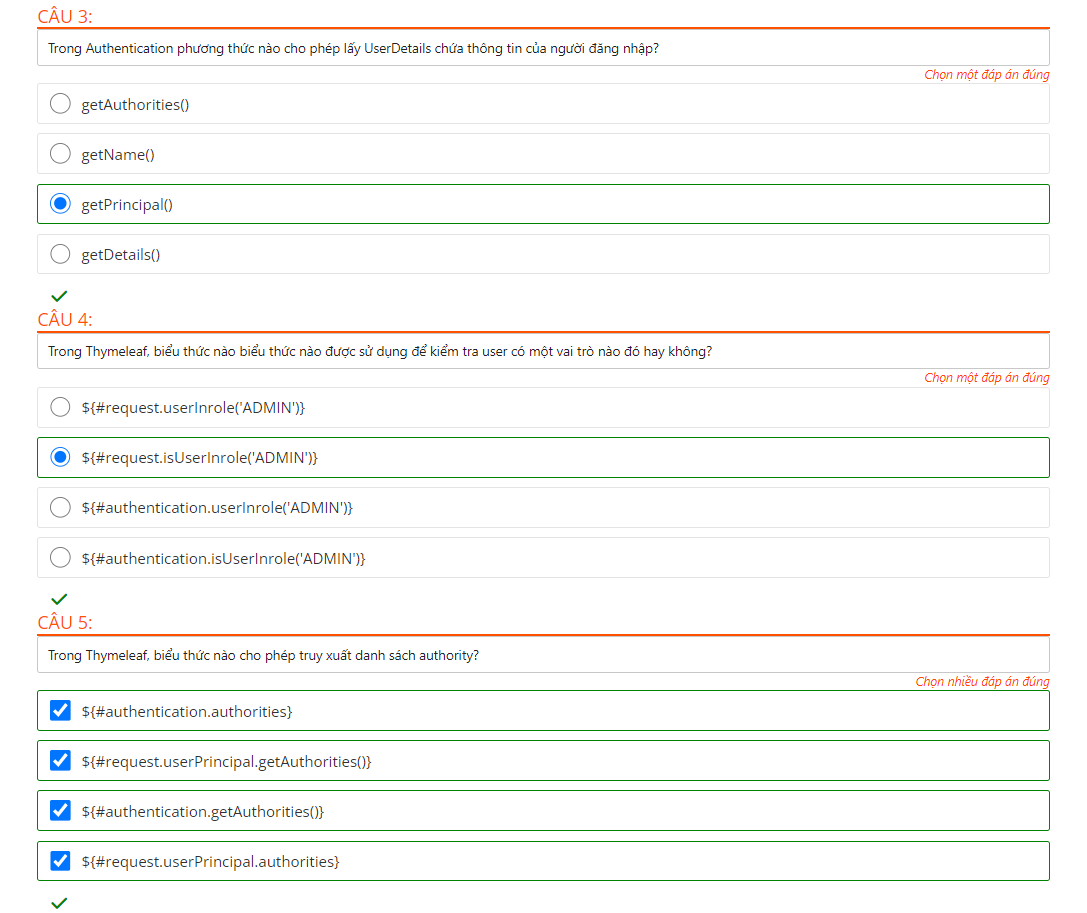 CÂU 3:
Trong Authentication phương thức nào cho phép lấy UserDetails chứa thông tin của người đăng nhập?
Chọn một đáp án đúng
getAuthorities()
getName()
getPrincipal()
getDetails()
CÂU 4:
Trong Thymeleaf, biểu thức nào biểu thức nào được sử dụng để kiểm tra user có một vai trò nào đó hay không?
Chọn một đáp án đúng
${#request.userInrole('ADMIN')}
${#request.isUserInrole('ADMIN')}
${#authentication.userInrole('ADMIN')}
${#authentication.isUserInrole('ADMIN')}
CÂU 5:
Trong Thymeleaf, biểu thức nào cho phép truy xuất danh sách authority?
Chọn nhiều đáp án đúng
${#authentication.authorities}
${#request.userPrincipal.getAuthorities()}
${#authentication.getAuthorities()}
${#request.userPrincipal.authorities}